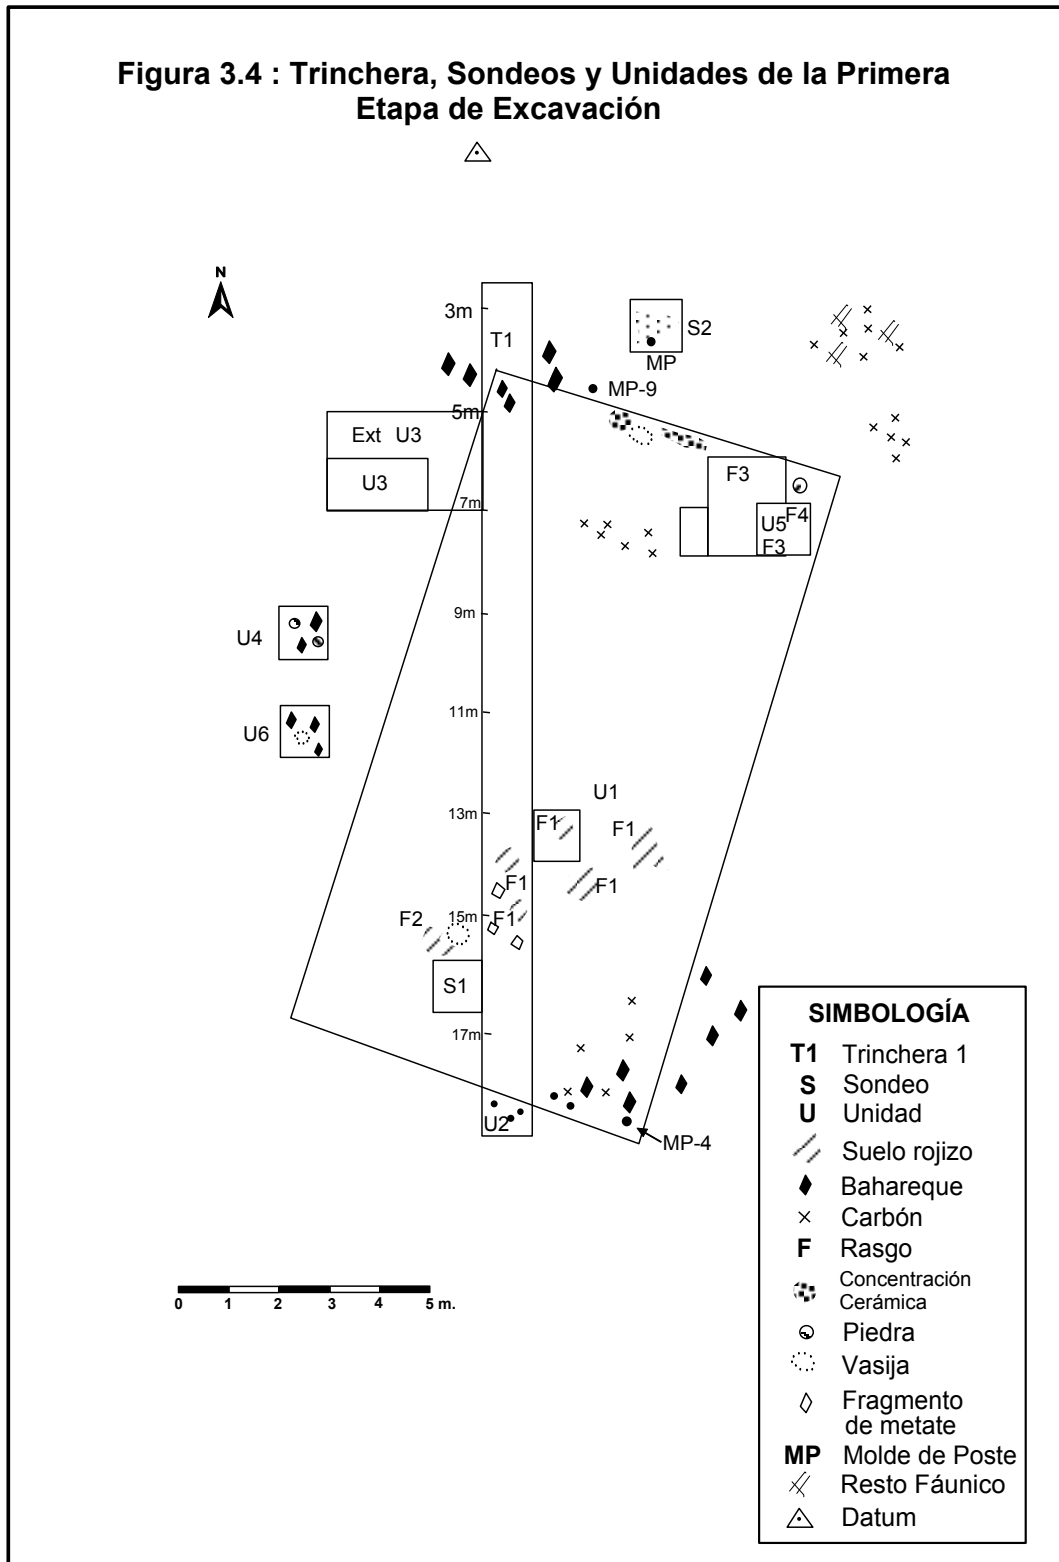 Figura 3.4 : Trinchera, Sondeos y Unidades de la Primera
Etapa de Excavación
N
3m
T1
S2
MP
MP-9
5m
Ext U3
U3
7m
F3
F4
U5
F3
9m
U4
11m
U6
U1
13m
F1
F1
F1
F1
15m
F1
F2
S1
17m
U2
MP-4
0 1 2 3 4 5 m.
SIMBOLOGÍA
T1 Trinchera 1
S Sondeo
U Unidad
Suelo rojizo
Bahareque
Carbón
F Rasgo
Concentración
Cerámica
Piedra
Vasija
Fragmento
de metate
MP Molde de Poste
Resto Fáunico
Datum